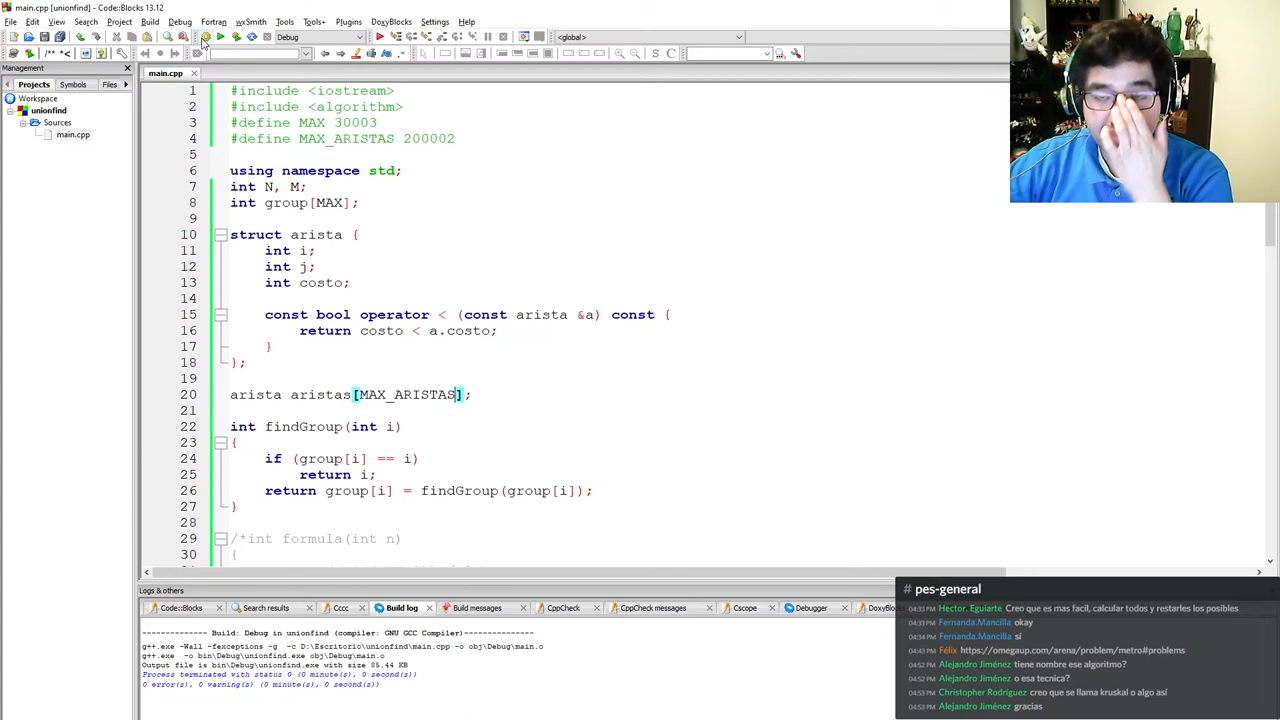 main.cpp [unionfind] - Code::Blocks 13.12
File Edit View Search Project Build Debug Fortran wxSmith Tools Tools+ Plugins DoxyBlocks Settings Help
Debug <global>
/** *<
S C
Management
main.cpp
Projects Symbols Files
Workspace
unionfind
Sources
main.cpp
1 #include <iostream>
2 #include <algorithm>
3 #define MAX 30003
4 #define MAX_ARISTAS 200002
5
6 using namespace std;
7 int N, M;
8 int group[MAX];
9
10 struct arista {
11 int i;
12 int j;
13 int costo;
14
15 const bool operator < (const arista &a) const {
16 return costo < a.costo;
17 }
18 };
19
20 arista aristas[MAX_ARISTAS];
21
22 int findGroup(int i)
23 {
24 if (group[i] == i)
25 return i;
26 return group[i] = findGroup(group[i]);
27 }
28
29 /*int formula(int n)
30 {
Logs & others
Code::Blocks Search results Cccc Build log Build messages CppCheck CppCheck messages Cscope Debugger DoxyBlocks
-------------- Build: Debug in unionfind (compiler: GNU GCC Compiler)---------------
g++.exe -Wall -fexceptions -g -c D:\Escritorio\unionfind\main.cpp -o obj\Debug\main.o
g++.exe -o bin\Debug\unionfind.exe obj\Debug\main.o
Output file is bin\Debug\unionfind.exe with size 85.44 KB
Process terminated with status 0 (0 minute(s), 0 second(s))
0 error(s), 0 warning(s) (0 minute(s), 0 second(s))
# pes-general
04:33 PM Hector. Eguiarte Creo que es mas facil, calcular todos y restarles los posibles
04:33 PM Fernanda.Mancilla okay
04:34 PM Fernanda.Mancilla sí
04:43 PM Félix https://omegaup.com/arena/problem/metro#problems
04:52 PM Alejandro Jiménez tiene nombre ese algoritmo?
04:52 PM Alejandro Jiménez o esa tecnica?
04:53 PM Christopher Rodríguez creo que se llama kruskal o algo así
04:53 PM Alejandro Jiménez gracias